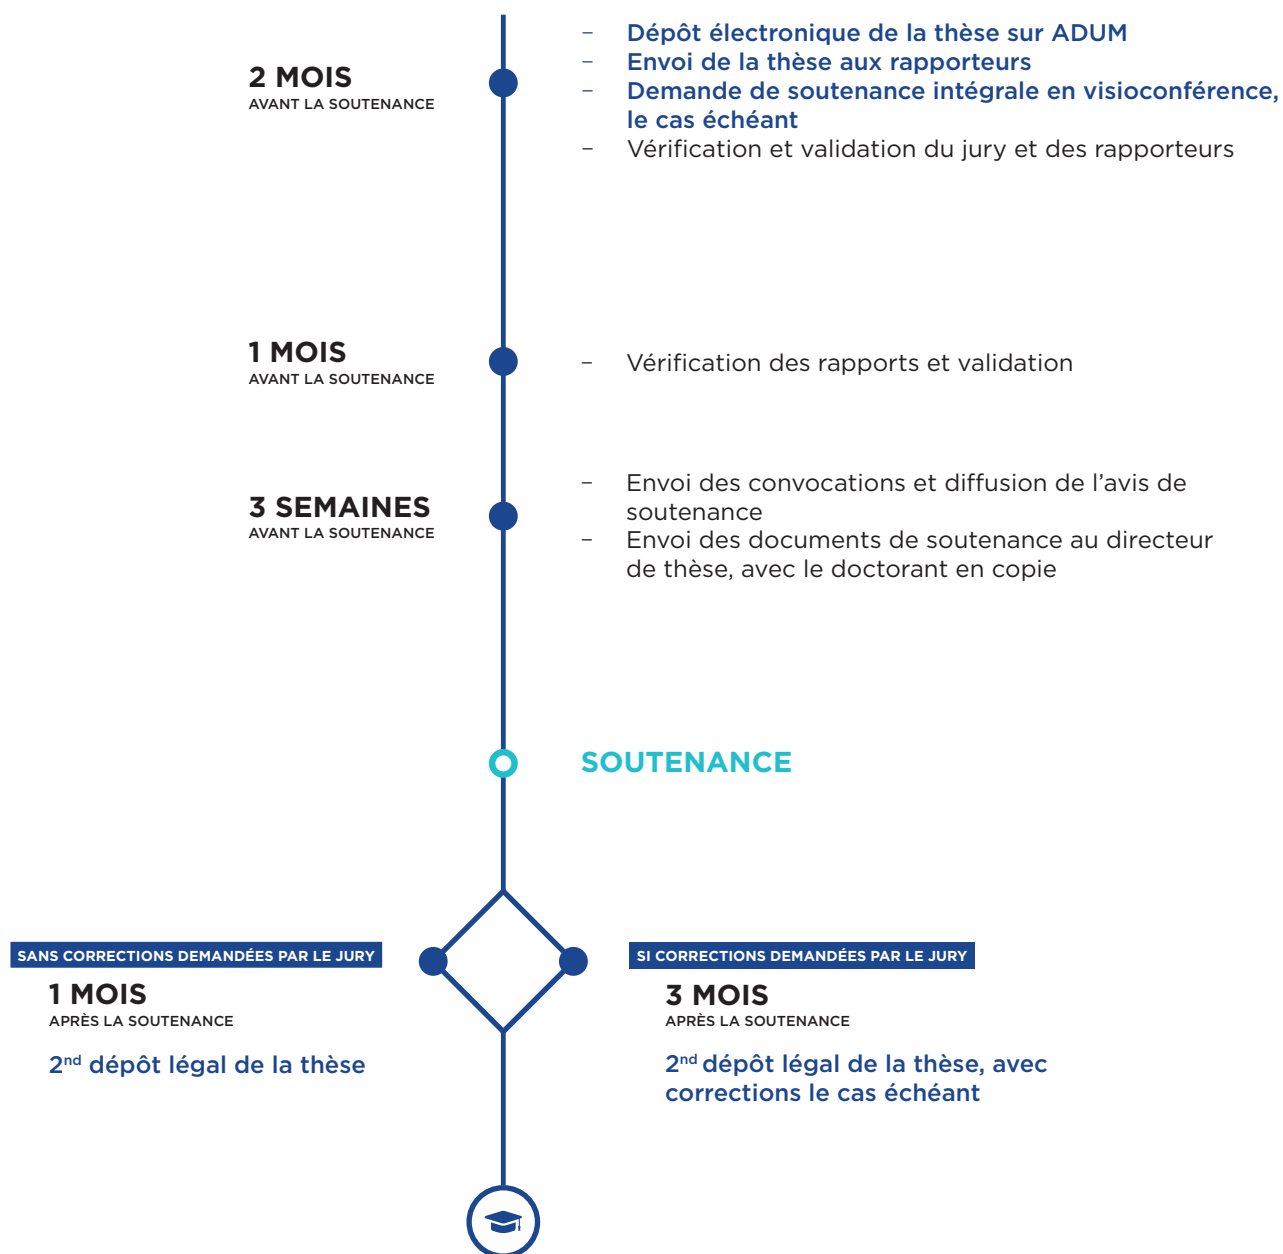 2 MOIS
AVANT LA SOUTENANCE
– Dépôt électronique de la thèse sur ADUM
– Envoi de la thèse aux rapporteurs
– Demande de soutenance intégrale en visioconférence,
le cas échéant
– Vérification et validation du jury et des rapporteurs
1 MOIS
AVANT LA SOUTENANCE
– Vérification des rapports et validation
3 SEMAINES
AVANT LA SOUTENANCE
– Envoi des convocations et diffusion de l’avis de
soutenance
– Envoi des documents de soutenance au directeur
de thèse, avec le doctorant en copie
SOUTENANCE
SANS CORRECTIONS DEMANDÉES PAR LE JURY
1 MOIS
APRÈS LA SOUTENANCE
2nd dépôt légal de la thèse
SI CORRECTIONS DEMANDÉES PAR LE JURY
3 MOIS
APRÈS LA SOUTENANCE
2nd dépôt légal de la thèse, avec
corrections le cas échéant